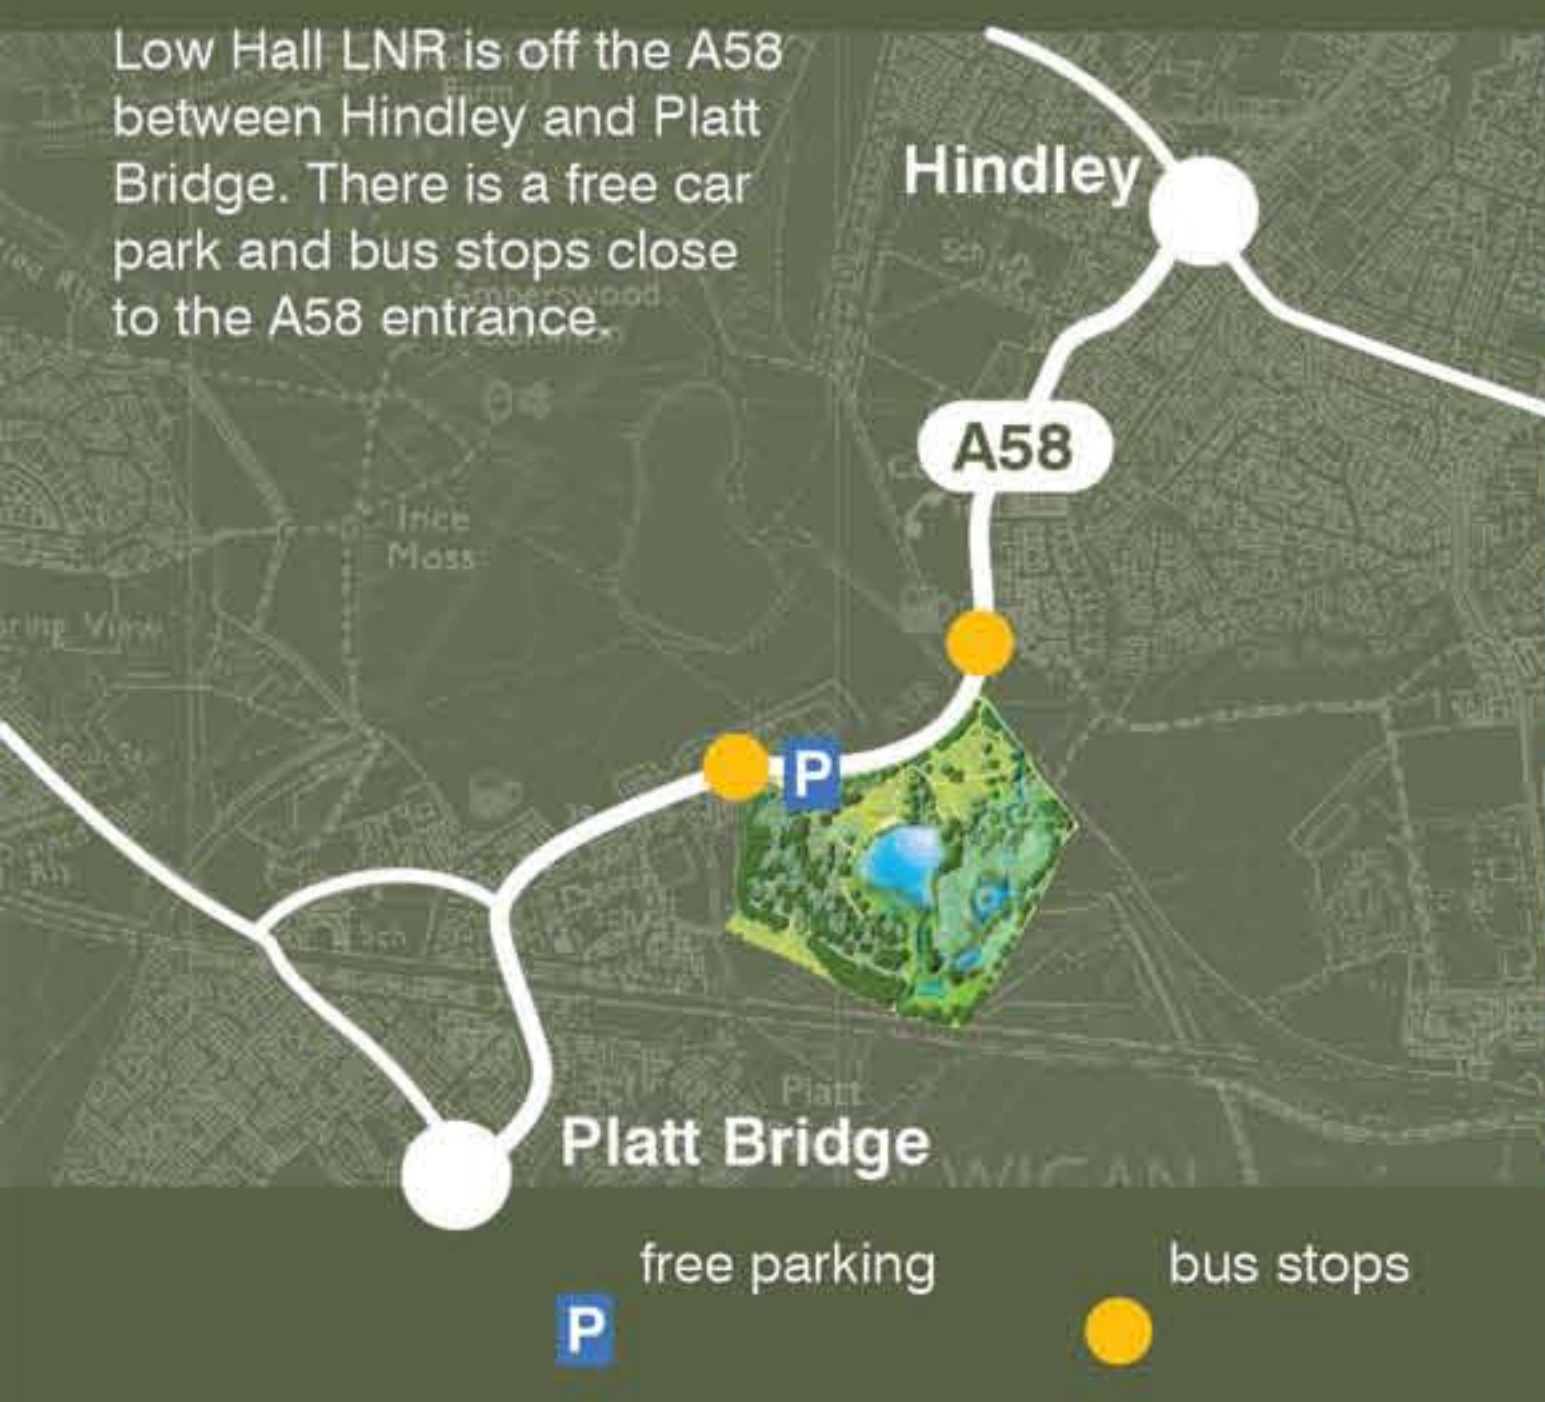 Low Hall LNR is off the A58
between Hindley and Platt
Bridge. There is a free car
park and bus stops close
to the A58 entrance.
Hindley
A58
Ince
Moss
P
Platt
Platt Bridge
WIGAN
free parking
bus stops
P